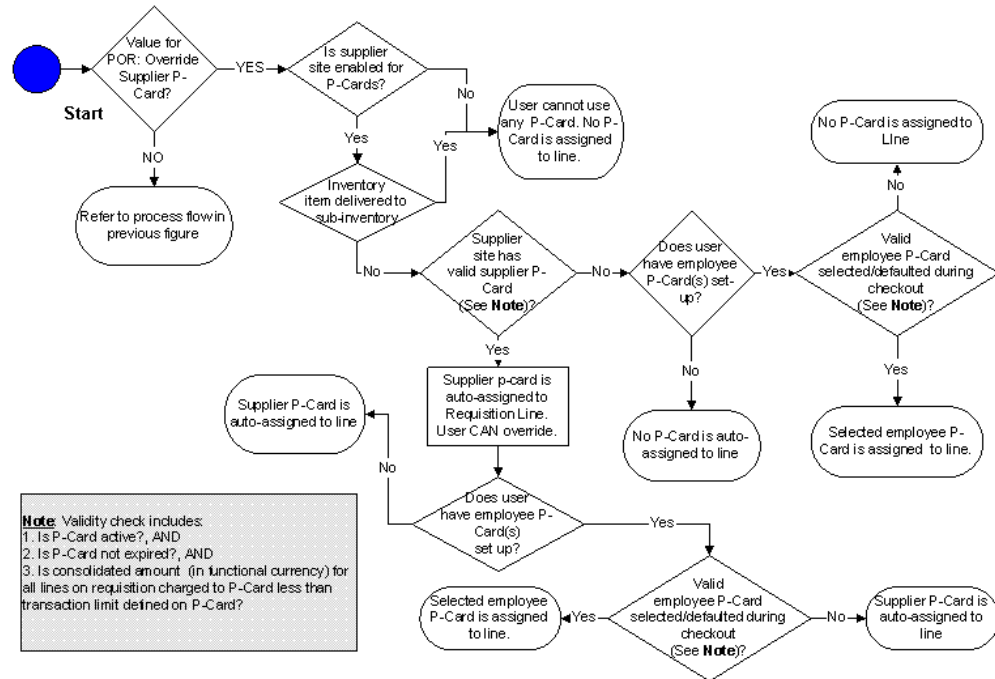 Value for
POR: Override
Supplier P-
Card?
YES
Is supplier
site enabled for
P-Cards?
No
User cannot use
any P-Card. No P-
Card is assigned
to line.
Start
NO
Refer to process flow in
previous figure
Yes
Yes
Inventory
item delivered to
sub-inventory
No
Supplier
site has
valid supplier P-
Card
(See Note)?
No
Does user
have employee
P-Card(s) set-
up?
Yes
Valid
employee P-Card
selected/defaulted during
checkout
(See Note)?
No
No P-Card is assigned to
LIne
Yes
Selected employee P-
Card is assigned to line.
No
No P-Card is auto-
assigned to line
Yes
Supplier p-card is
auto-assigned to
Requisition Line.
User CAN override.
Supplier P-Card is
auto-assigned to line
No
Does user
have employee P-
Card(s)
set up?
Yes
Valid
employee P-Card
selected/defaulted during
checkout
(See Note)?
Yes
Selected employee
P-Card is assigned to
line.
No
Supplier P-Card is
auto-assigned to
line
Note: Validity check includes:
1. Is P-Card active?, AND
2. Is P-Card not expired?, AND
3. Is consolidated amount (in functional currency) for
all lines on requisition charged to P-Card less than
transaction limit defined on P-Card?